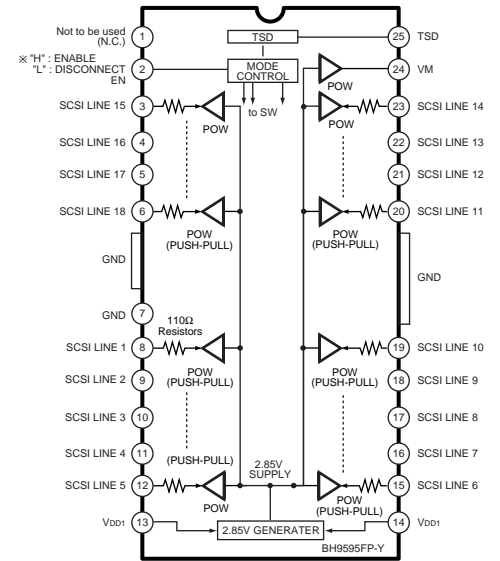 Not to be used
(N.C.)
1
TSD
25
TSD
※ "H" : ENABLE
"L" : DISCONNECT
EN
2
MODE
CONTROL
POW
24
VM
SCSI LINE 15
3
POW
to SW
POW
23
SCSI LINE 14
SCSI LINE 16
4
22
SCSI LINE 13
SCSI LINE 17
5
21
SCSI LINE 12
SCSI LINE 18
6
POW
(PUSH-PULL)
POW
(PUSH-PULL)
20
SCSI LINE 11
GND
GND
GND
7
110Ω
Resistors
SCSI LINE 1
8
POW
(PUSH-PULL)
POW
(PUSH-PULL)
19
SCSI LINE 10
SCSI LINE 2
9
18
SCSI LINE 9
SCSI LINE 3
10
17
SCSI LINE 8
SCSI LINE 4
11
(PUSH-PULL)
16
SCSI LINE 7
SCSI LINE 5
12
POW
2.85V
SUPPLY
POW
(PUSH-PULL)
15
SCSI LINE 6
VDD1
13
2.85V GENERATER
14
VDD1
BH9595FP-Y